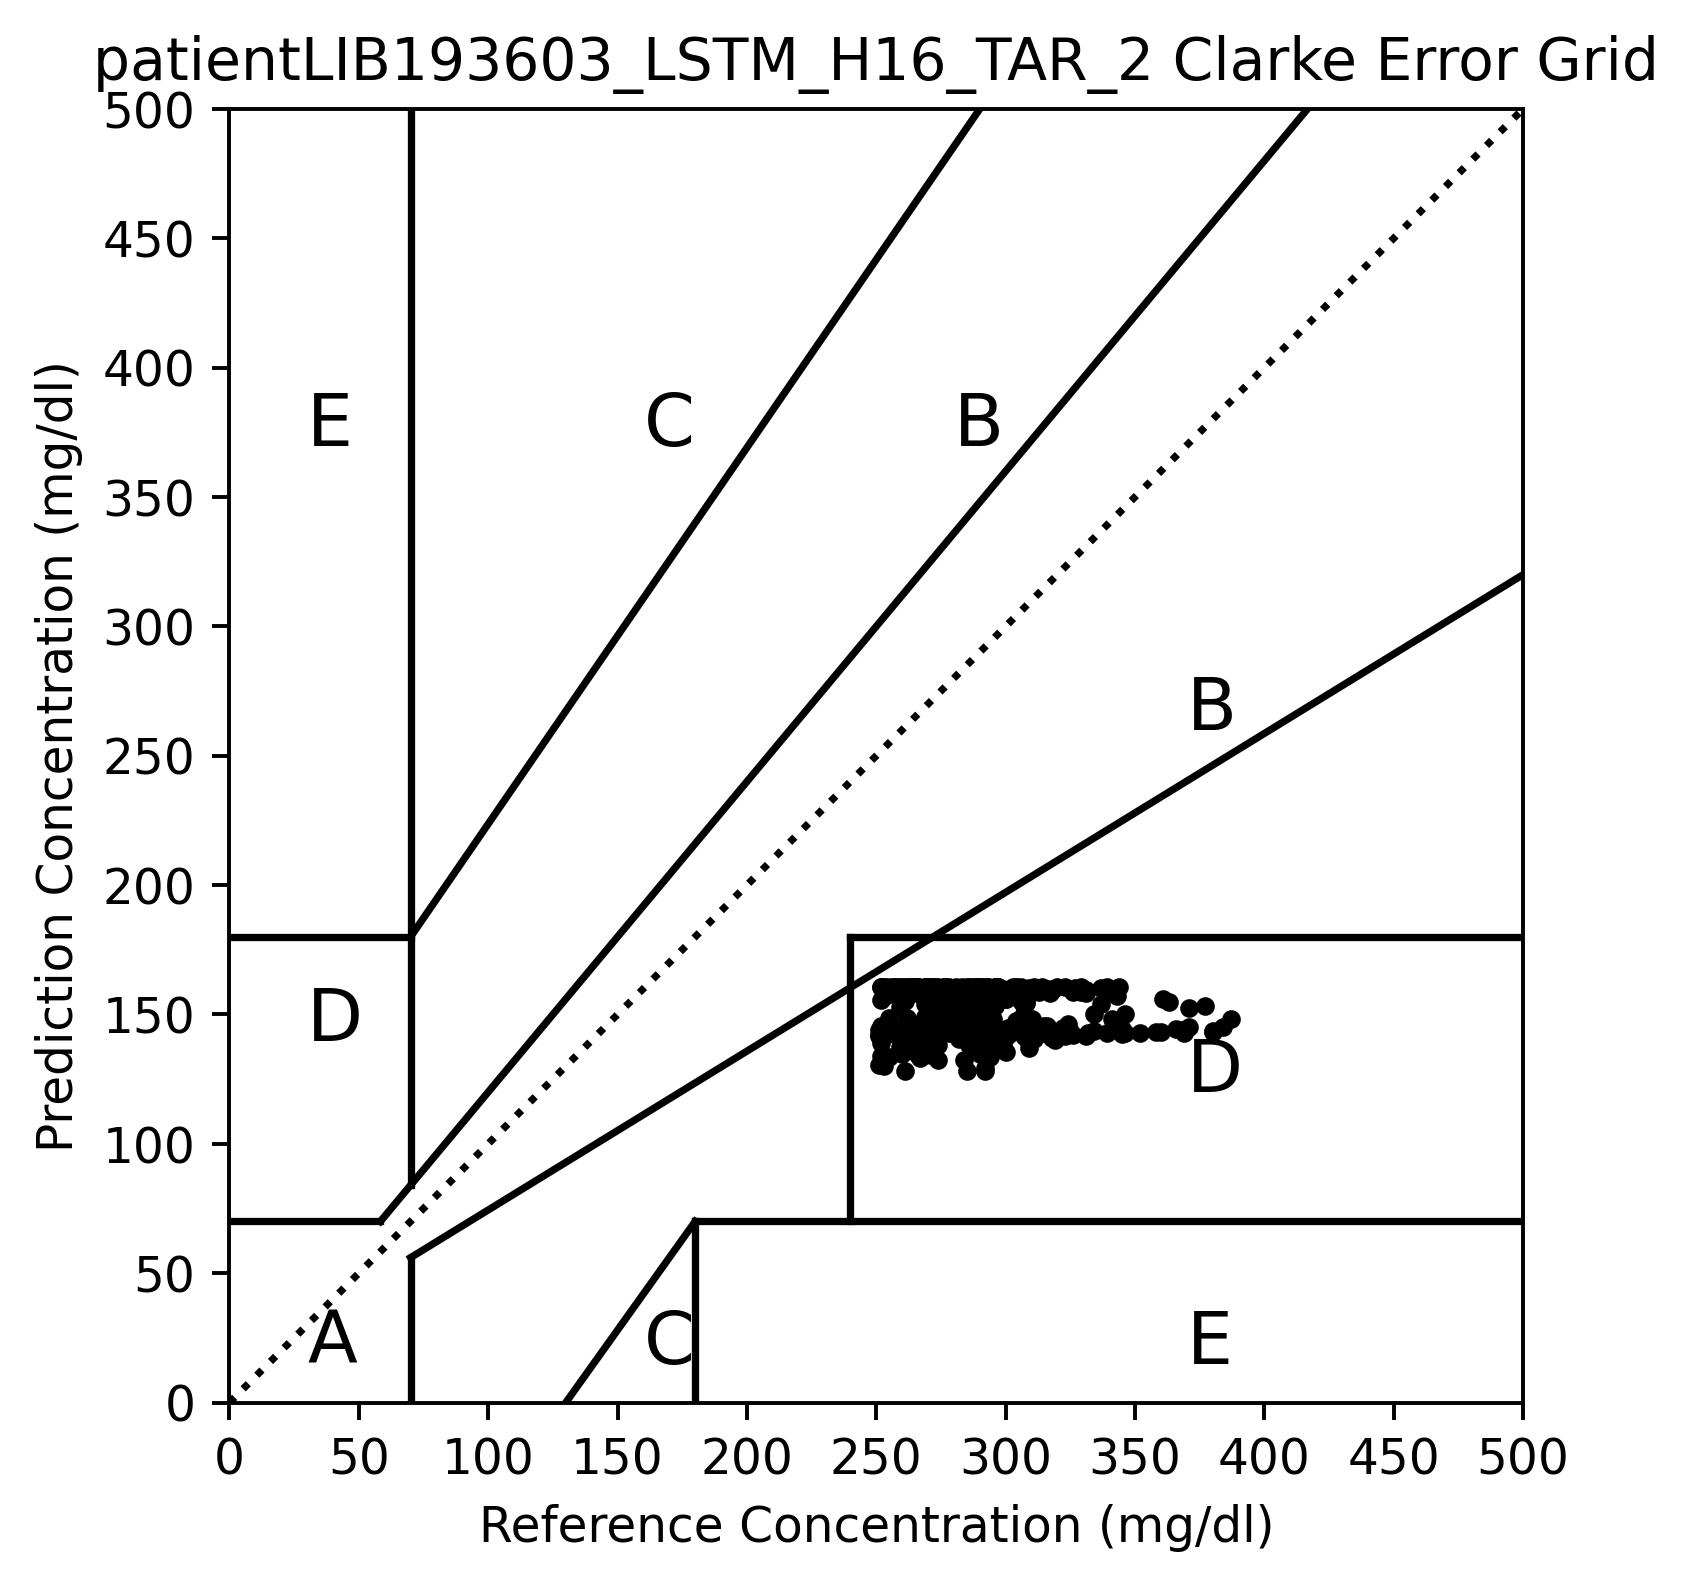 patientLIB193603_LSTM_H16_TAR_2 Clarke Error Grid
500
450
400
350
300
250
200
150
100
50
0
Prediction Concentration (mg/dl)
E
C
B
B
D
D
A
C
E
0 50 100 150 200 250 300 350 400 450 500
Reference Concentration (mg/dl)